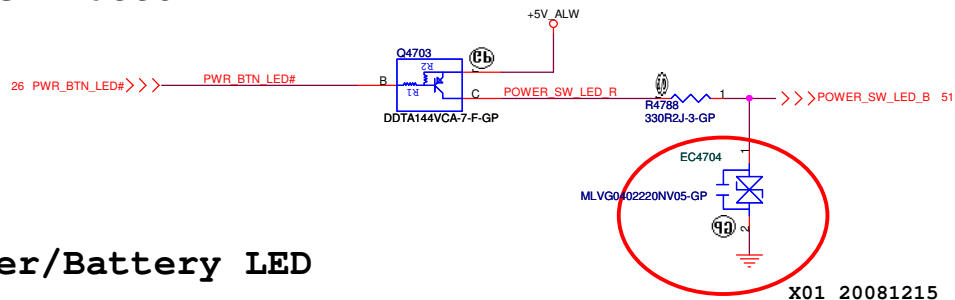 +5V_ALW
Q4703
R2
E
26 PWR_BTN_LED#
PWR_BTN_LED#
B
R1
C
POWER_SW_LED_R
1
POWER_SW_LED_B 51
DDTA144VCA-7-F-GP
R4788
330R2J-3-GP
EC4704
1
MLVG0402220NV05-GP
2
er/Battery LED
X01 20081215